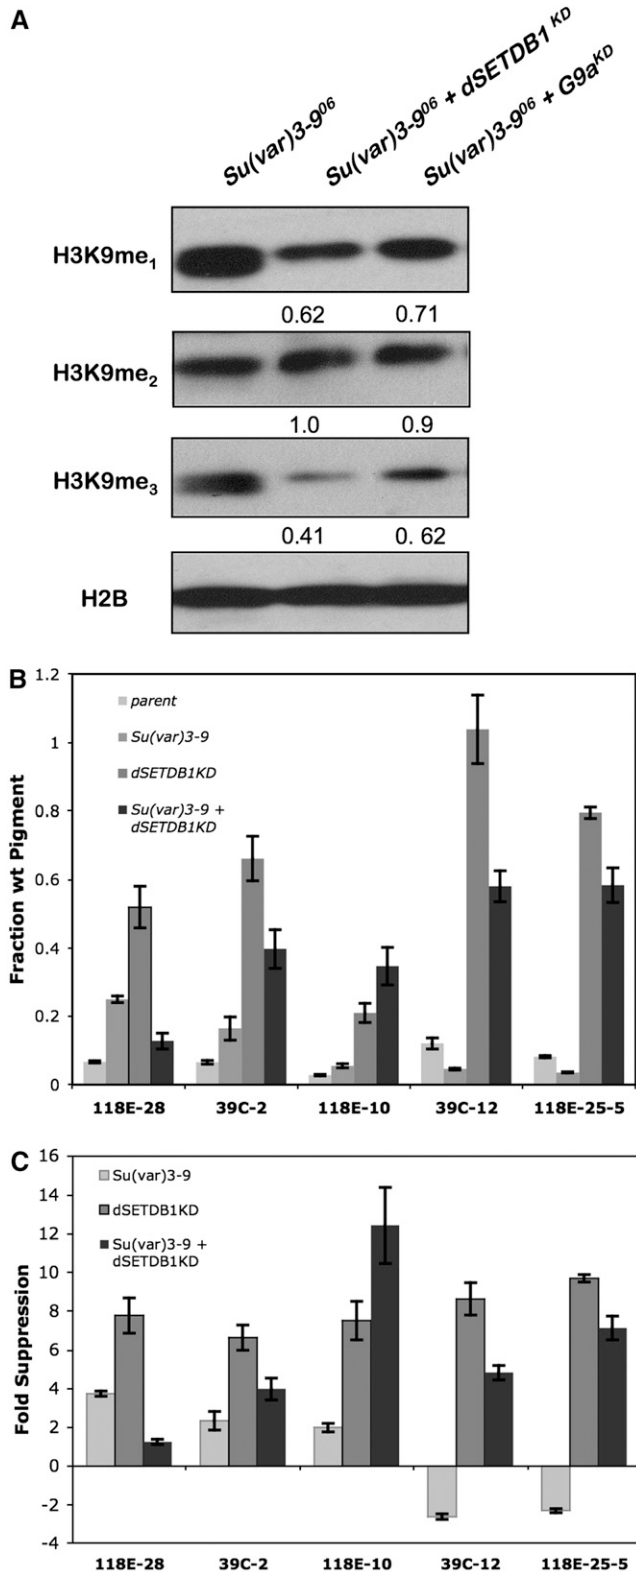 A
Su(var)3-9⁰⁶
Su(var)3-9⁰⁶ + dSETDB1 ᴷᴰ
Su(var)3-9⁰⁶ + G9aᴷᴰ
H3K9me₁
0.62 0.71
H3K9me₂
1.0 0.9
H3K9me₃
0.41 0. 62
H2B
B
1.2
1
0.8
0.6
0.4
0.2
0
Fraction wt Pigment
parent
Su(var)3-9
dSETDB1KD
Su(var)3-9 +
dSETDB1KD
118E-28 39C-2 118E-10 39C-12 118E-25-5
C
16
14
12
10
8
6
4
2
0
-2
-4
Fold Suppression
Su(var)3-9
dSETDB1KD
Su(var)3-9 +
dSETDB1KD
118E-28 39C-2 118E-10 39C-12 118E-25-5